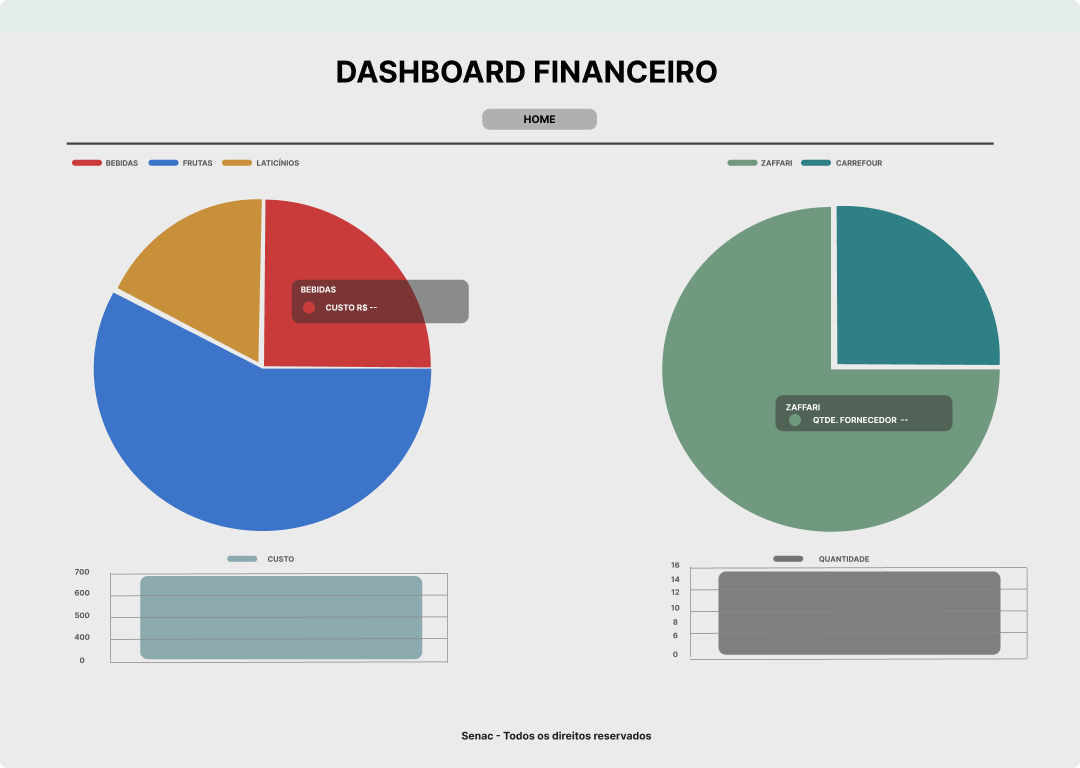 DASHBOARD FINANCEIRO
HOME
BEBIDAS FRUTAS LATICÍNIOS
ZAFFARI CARREFOUR
BEBIDAS
CUSTO R$ --
ZAFFARI
QTDE. FORNECEDOR --
CUSTO
700
600
500
400
0
QUANTIDADE
16
14
12
10
8
6
0
Senac - Todos os direitos reservados